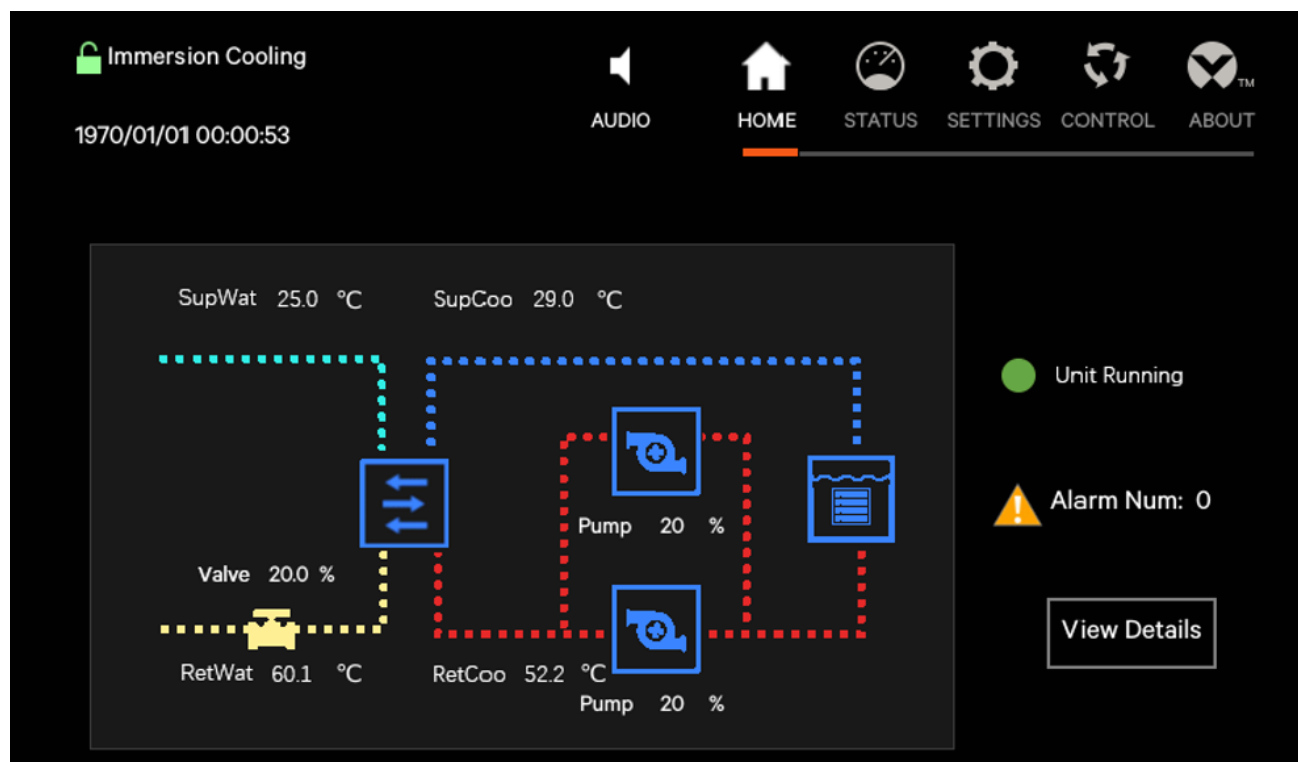 Immersion Cooling
1970/01/01 00:00:53
AUDIO HOME STATUS SETTINGS CONTROL ABOUT
TM
SupWat 25.0 °C SupCoo 29.0 °C
Unit Running
Pump 20 %
Alarm Num: 0
Valve 20.0 %
View Details
RetWat 60.1 °C RetCoo 52.2 °C
Pump 20 %